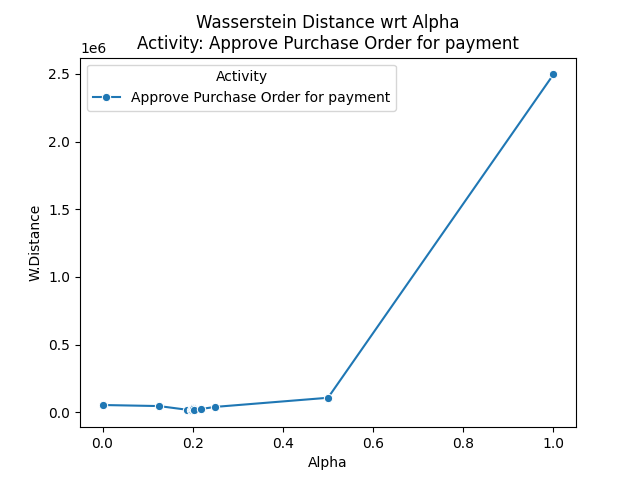 Wasserstein Distance wrt Alpha
Activity: Approve Purchase Order for payment
1e6
Activity
Approve Purchase Order for payment
2.5
2.0
1.5
1.0
0.5
0.0
W.Distance
0.0 0.2 0.4 0.6 0.8 1.0
Alpha